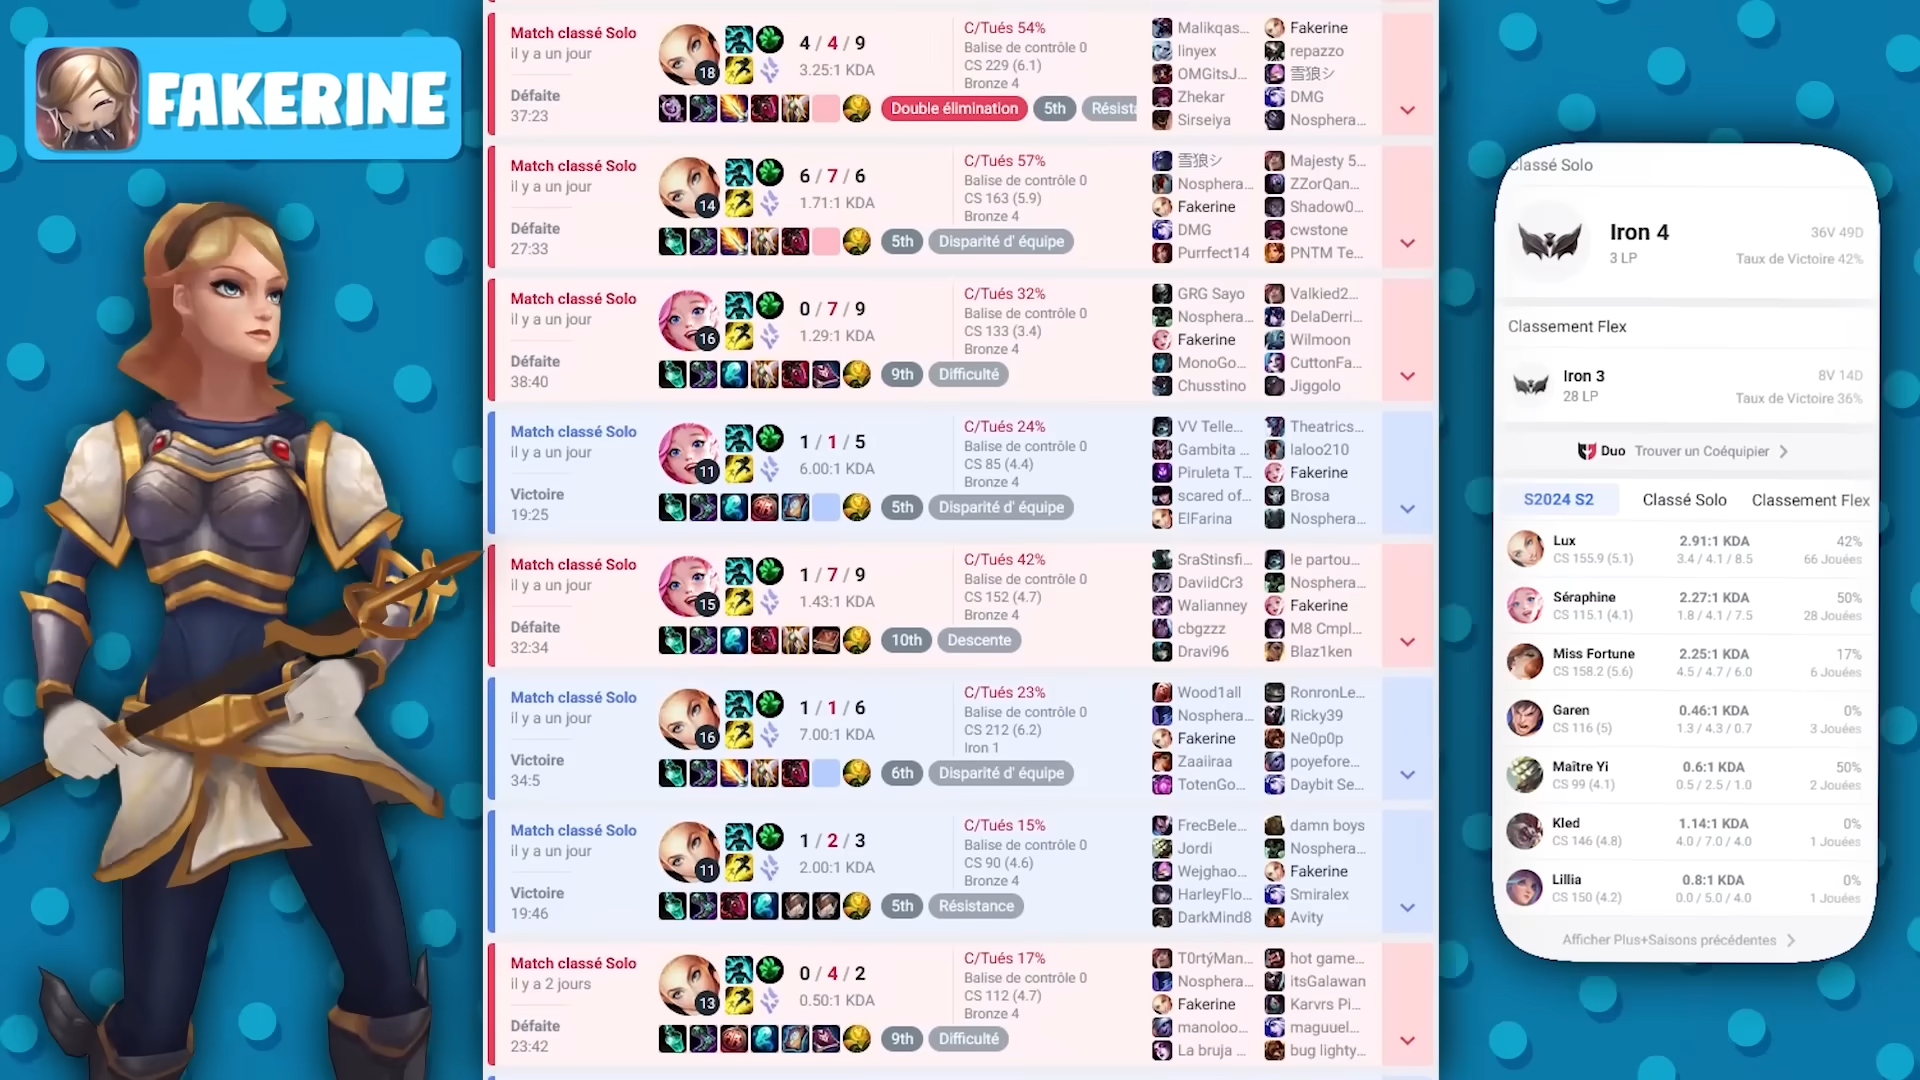 FAKERINE
Match classé Solo
il y a un jour
Défaite
37:23
18
4 / 4 / 9
3.25:1 KDA
C/Tués 54%
Balise de contrôle 0
CS 229 (6.1)
Bronze 4
Double élimination
5th
Malikqas...
linyex
OMGitsJ...
Zhekar
Sirseiya
Fakerine
repazzo
雪狼シ
DMG
Nosphera...
Match classé Solo
il y a un jour
Défaite
27:33
14
6 / 7 / 6
1.71:1 KDA
C/Tués 57%
Balise de contrôle 0
CS 163 (5.9)
Bronze 4
5th
Disparité d' équipe
雪狼シ
Nosphera...
Fakerine
DMG
Purrfect14
Majesty 5...
ZZorQan...
Shadow0...
cwstone
PNTM Te...
Match classé Solo
il y a un jour
Défaite
38:40
16
0 / 7 / 9
1.29:1 KDA
C/Tués 32%
Balise de contrôle 0
CS 133 (3.4)
Bronze 4
9th
Difficulté
GRG Sayo
Nosphera...
Fakerine
MonoGo...
Chusstino
Valkied2...
DelaDerri...
Wilmoon
CuttonFa...
Jiggolo
Match classé Solo
il y a un jour
Victoire
19:25
11
1 / 1 / 5
6.00:1 KDA
C/Tués 24%
Balise de contrôle 0
CS 85 (4.4)
Bronze 4
5th
Disparité d' équipe
VV Telle...
Gambita ...
Piruleta T...
scared of...
ElFarina
Theatrics...
laloo210
Fakerine
Brosa
Nosphera...
Match classé Solo
il y a un jour
Défaite
32:34
15
1 / 7 / 9
1.43:1 KDA
C/Tués 42%
Balise de contrôle 0
CS 152 (4.7)
Bronze 4
10th
Descente
SraStinsfi...
DaviidCr3
Walianney
cbgzzz
Dravi96
le partou...
Nosphera...
Fakerine
M8 Cmpl...
Blaz1ken
Match classé Solo
il y a un jour
Victoire
34:5
16
1 / 1 / 6
7.00:1 KDA
C/Tués 23%
Balise de contrôle 0
CS 212 (6.2)
Iron 1
6th
Disparité d' équipe
Wood1all
Nosphera...
Fakerine
Zaaiiraa
TotenGo...
RonronLe...
Ricky39
Ne0p0p
poyefore...
Daybit Se...
Match classé Solo
il y a un jour
Victoire
19:46
11
1 / 2 / 3
2.00:1 KDA
C/Tués 15%
Balise de contrôle 0
CS 90 (4.6)
Bronze 4
5th
Résistance
FrecBele...
Jordi
Wejghao...
HarleyFlo...
DarkMind8
damn boys
Nosphera...
Fakerine
Smiralex
Avity
Match classé Solo
il y a 2 jours
Défaite
23:42
13
0 / 4 / 2
0.50:1 KDA
C/Tués 17%
Balise de contrôle 0
CS 112 (4.7)
Bronze 4
9th
Difficulté
T0rtýMan...
Nosphera...
Fakerine
manoloo...
La bruja ...
hot game...
itsGalawan
Karvrs Pi...
maguuel...
bug lighty...
Classé Solo
Iron 4
3 LP
36V 49D
Taux de Victoire 42%
Classement Flex
Iron 3
28 LP
8V 14D
Taux de Victoire 36%
Duo Trouver un Coéquipier
S2024 S2 Classé Solo Classement Flex
Lux 2.91:1 KDA 42%
CS 155.9 (5.1) 3.4 / 4.1 / 8.5 66 Jouées
Séraphine 2.27:1 KDA 50%
CS 115.1 (4.1) 1.8 / 4.1 / 7.5 28 Jouées
Miss Fortune 2.25:1 KDA 17%
CS 158.2 (5.6) 4.5 / 4.7 / 6.0 6 Jouées
Garen 0.46:1 KDA 0%
CS 116 (5) 1.3 / 4.3 / 0.7 3 Jouées
Maître Yi 0.6:1 KDA 50%
CS 99 (4.1) 0.5 / 2.5 / 1.0 2 Jouées
Kled 1.14:1 KDA 0%
CS 146 (4.8) 4.0 / 7.0 / 4.0 1 Jouées
Lillia 0.8:1 KDA 0%
CS 150 (4.2) 0.0 / 5.0 / 4.0 1 Jouées
Afficher Plus+Saisons précédentes